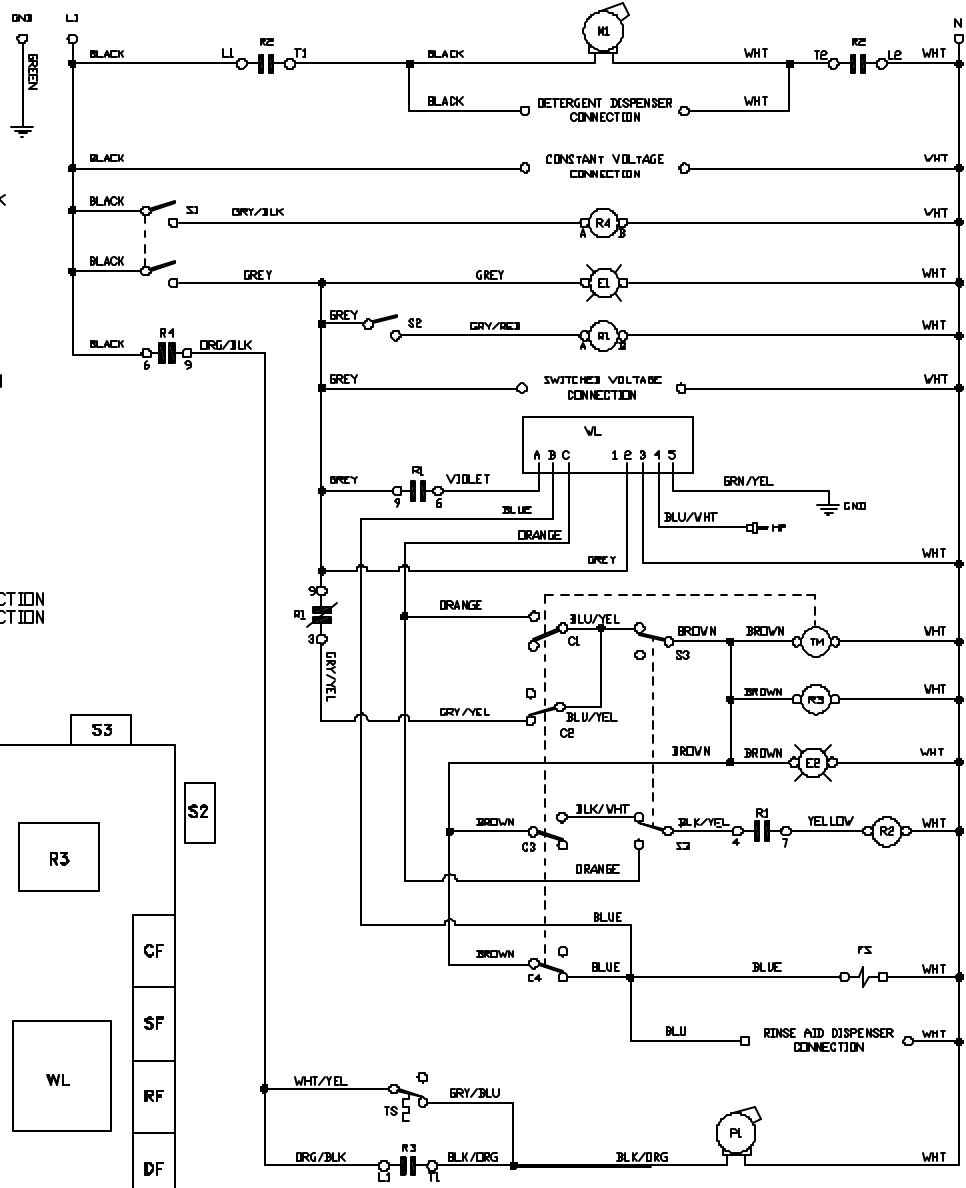 GND L1 N
GREEN
BLACK L1 R2 T1 BLACK M1 WHT T2 R2 L2 WHT
BLACK DETERGENT DISPENSER WHT
CONNECTION
BLACK CONSTANT VOLTAGE WHT
CONNECTION
BLACK S1 GRY/BLK R4 WHT
A B
BLACK GREY GREY E1 WHT
GREY S2 GRY/RED R1 WHT
A B
BLACK R4 ORG/BLK
6 9
GREY SWITCHED VOLTAGE WHT
CONNECTION
WL
A B C 1 2 3 4 5
GREY R1 VIOLET GRN/YEL
9 6
GND
BLUE BLU/WHT
HP
ORANGE
GREY WHT
CTION
CTION
9
R1
3
GRY/YEL
ORANGE BLU/YEL BROWN BROWN TM WHT
C1 S3
BROWN R3 WHT
GRY/YEL BLU/YEL
C2
BROWN BROWN E2 WHT
BLK/WHT
BROWN BLK/YEL R1 YELLOW R2 WHT
C3 S3 4 7
ORANGE
BLUE
BROWN BLUE BLUE FS WHT
C4
BLU RINSE AID DISPENSER WHT
CONNECTION
WHT/YEL GRY/BLU
TS
ORG/BLK R3 BLK/ORG BLK/ORG P1 WHT
L1 T1
S3
S2
R3
CF
SF
WL
RF
DF